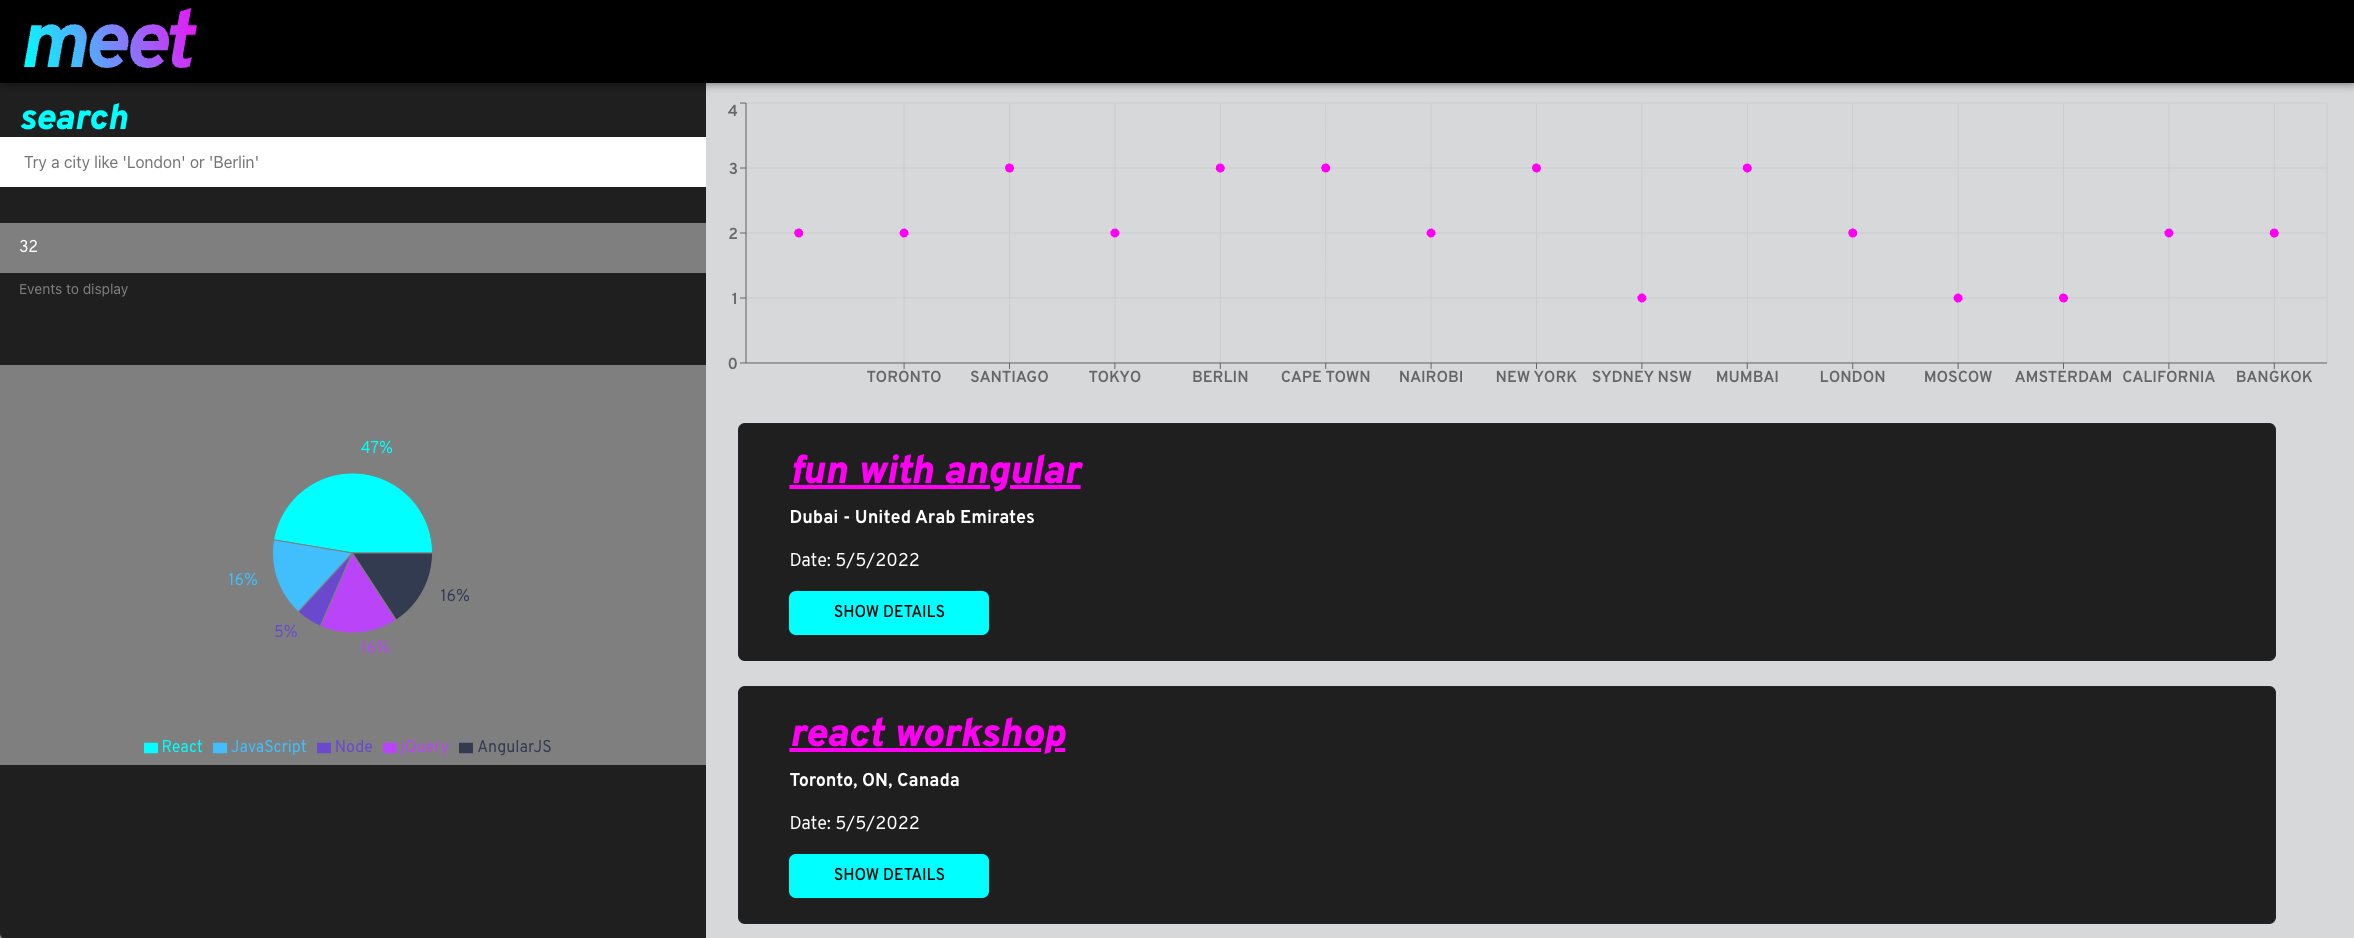 meet
search
Try a city like 'London' or 'Berlin'
32
Events to display
47%
16%
16%
5%
16%
React JavaScript Node jQuery AngularJS
4
3
2
1
0
TORONTO SANTIAGO TOKYO BERLIN CAPE TOWN NAIROBI NEW YORK SYDNEY NSW MUMBAI LONDON MOSCOW AMSTERDAM CALIFORNIA BANGKOK
fun with angular
Dubai - United Arab Emirates
Date: 5/5/2022
SHOW DETAILS
react workshop
Toronto, ON, Canada
Date: 5/5/2022
SHOW DETAILS